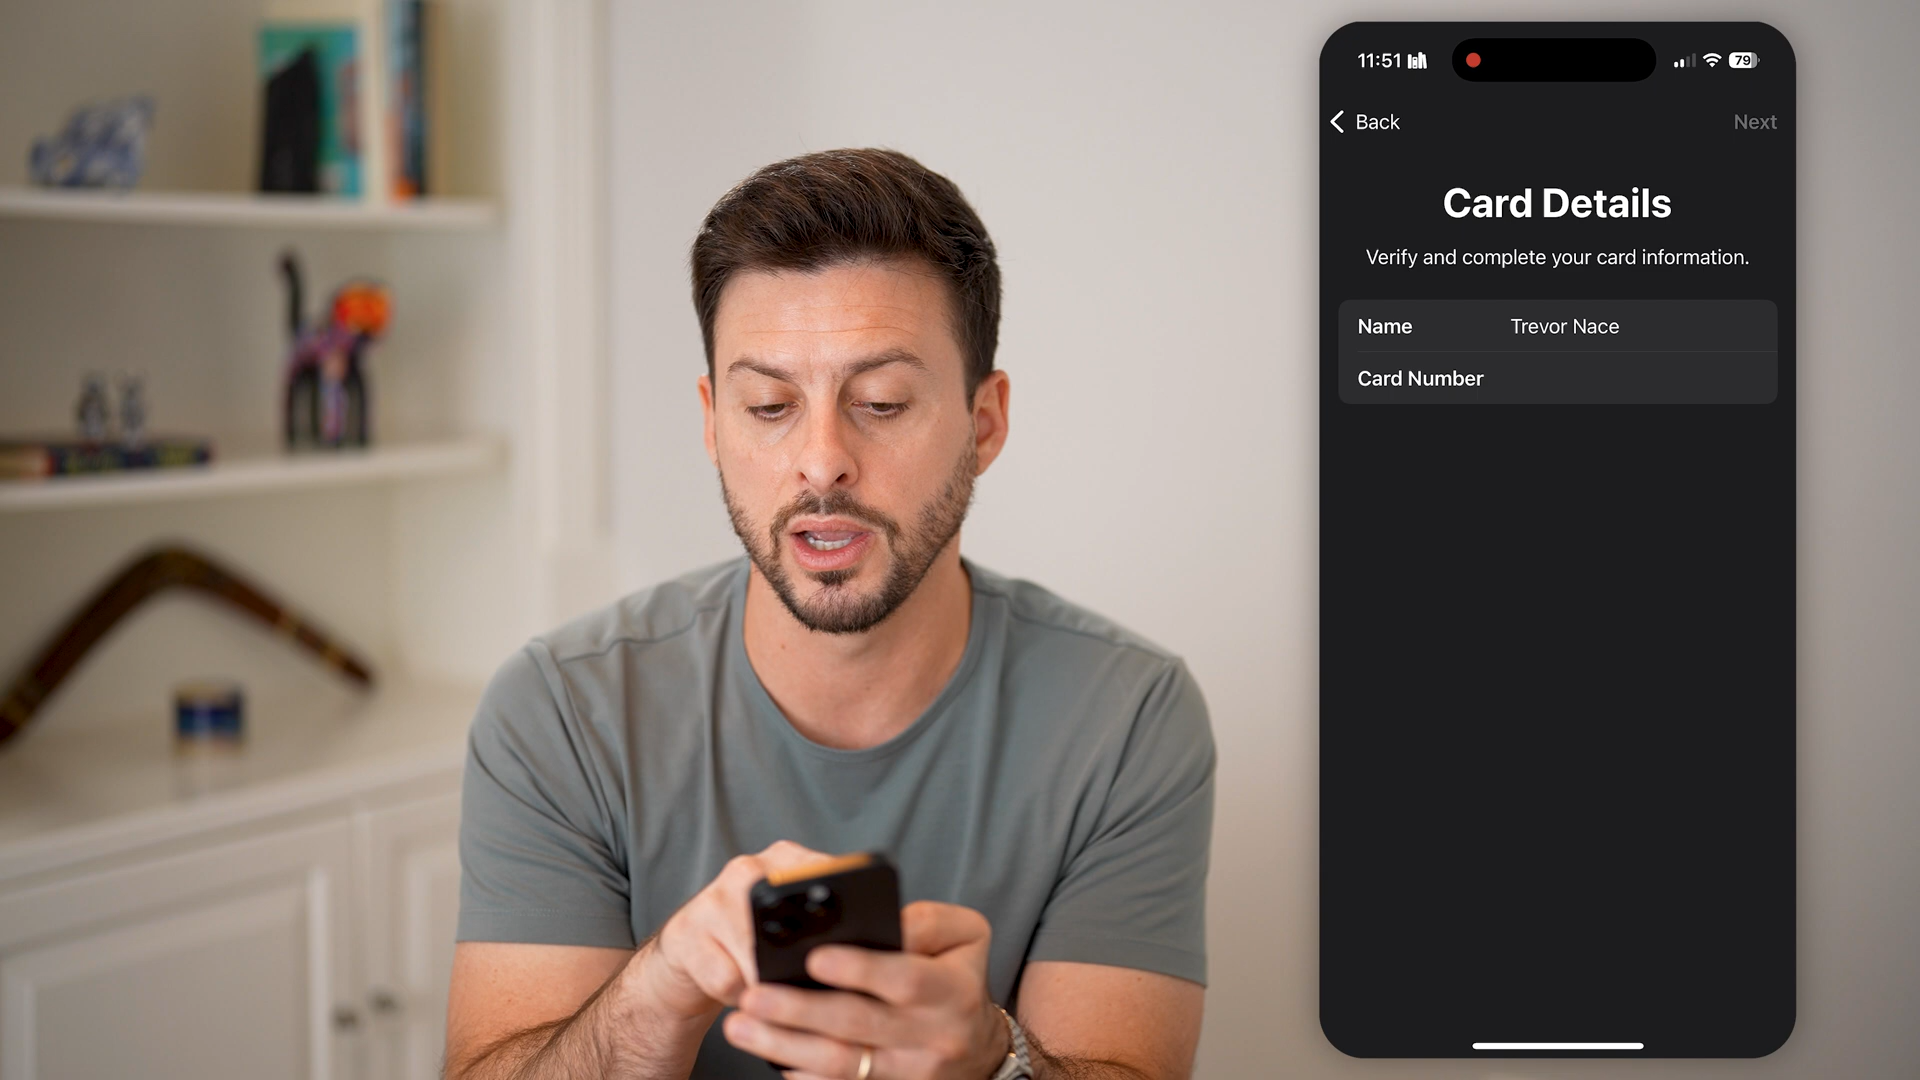 11:51
79
Back
Next
Card Details
Verify and complete your card information.
Name Trevor Nace
Card Number